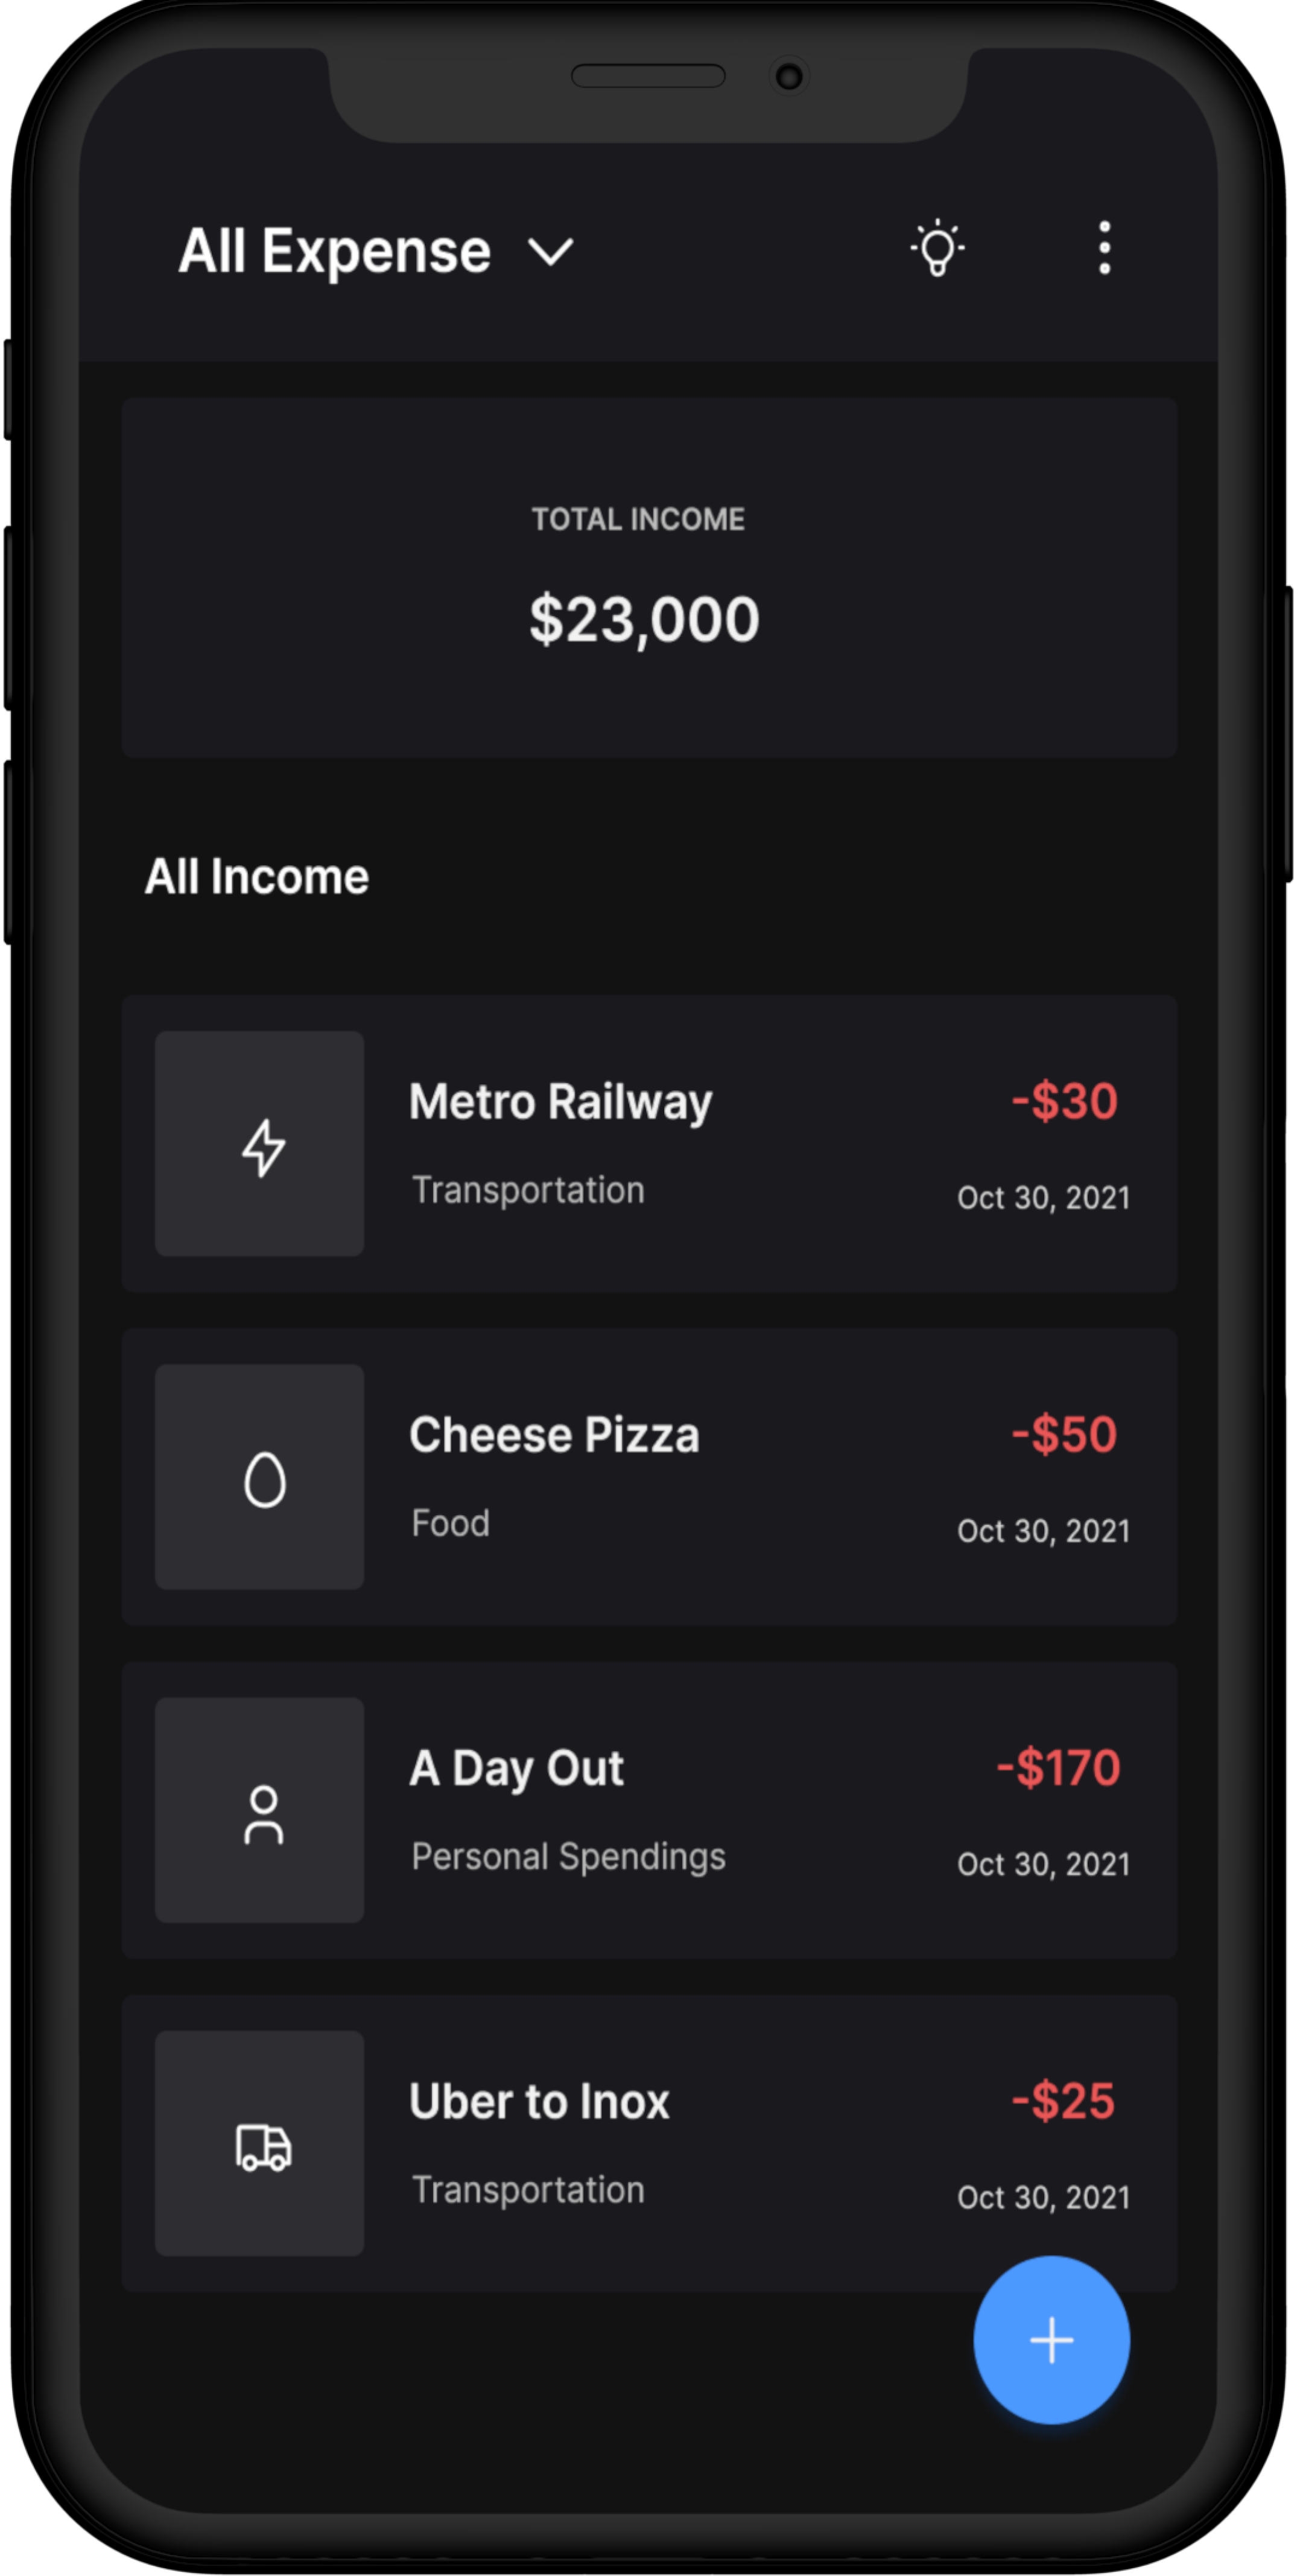 All Expense
TOTAL INCOME
$23,000
All Income
Metro Railway
-$30
Transportation
Oct 30, 2021
Cheese Pizza
-$50
Food
Oct 30, 2021
A Day Out
-$170
Personal Spendings
Oct 30, 2021
Uber to Inox
-$25
Transportation
Oct 30, 2021